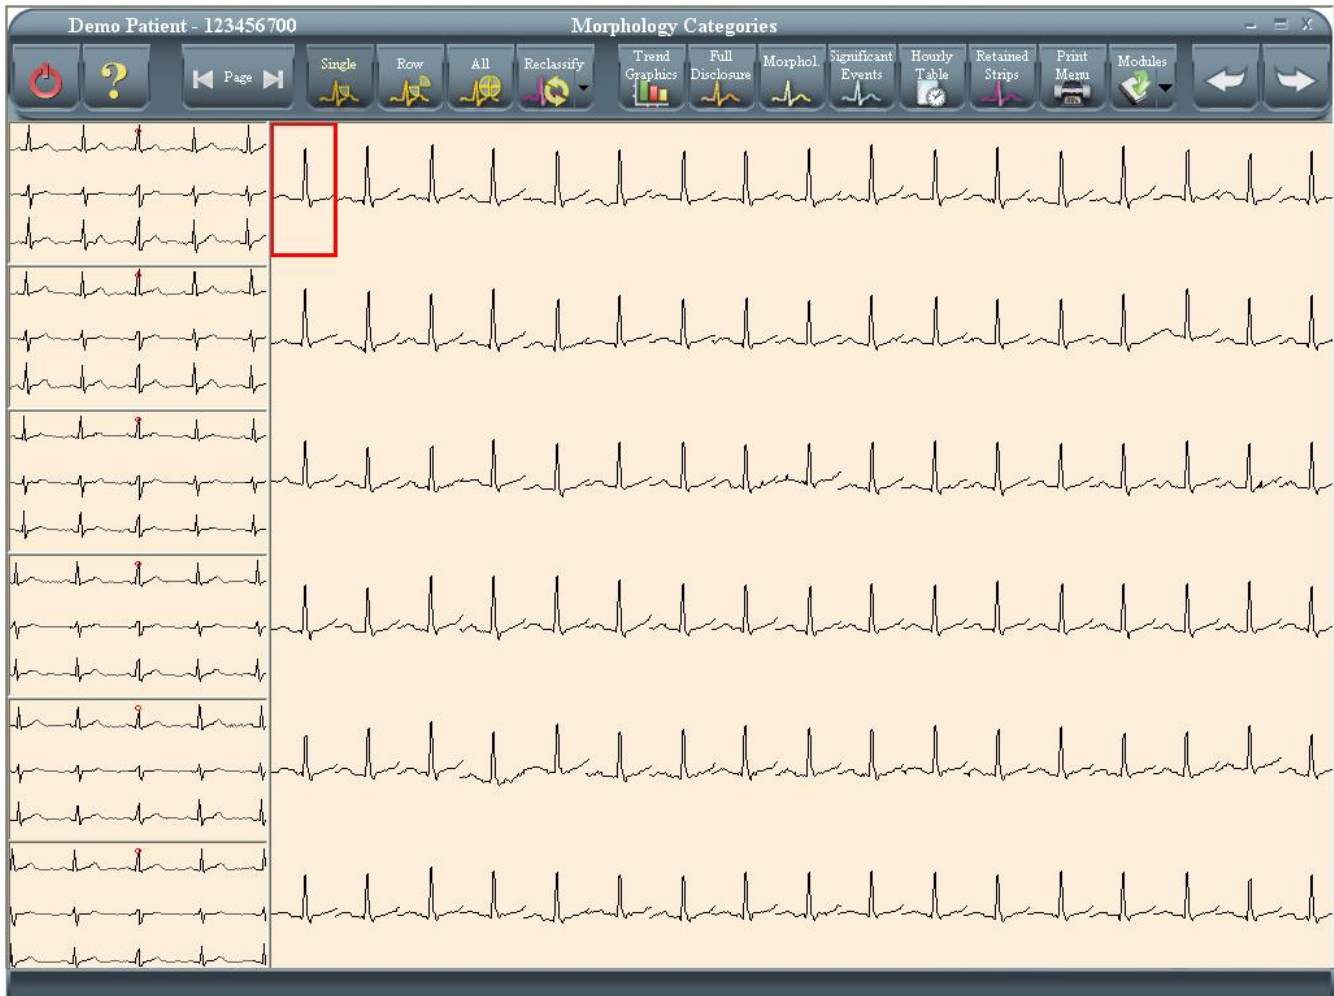 Demo Patient - 123456700
Morphology Categories
Page
Single
Row
All
Reclassify
Trend
Graphics
Full
Disclosure
Morphol.
Significant
Events
Hourly
Table
Retained
Strips
Print
Menu
Modules